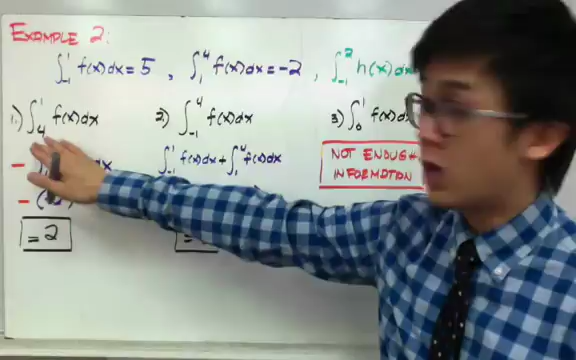 EXAMPLE 2:
∫₋₁¹ f(x)dx = 5 , ∫₁⁴ f(x)dx = -2 , ∫₋₁² h(x)dx
1.) ∫₄¹ f(x)dx 2) ∫₋₁⁴ f(x)dx 3) ∫₀¹ f(x)dx
- dx ∫₋₁¹ f(x)dx + ∫₁⁴ f(x)dx NOT ENOUGH
- ( ) INFORMATION
= 2 =